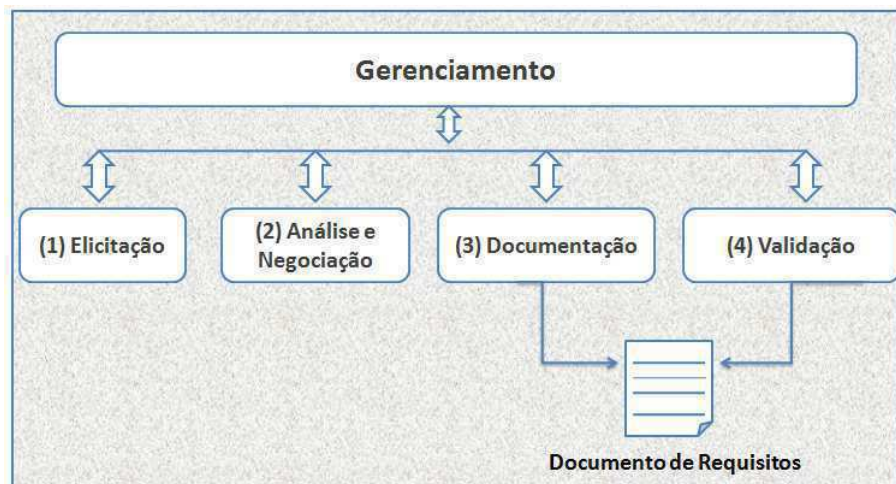 Gerenciamento
(1) Elicitação
(2) Análise e
Negociação
(3) Documentação
(4) Validação
Documento de Requisitos